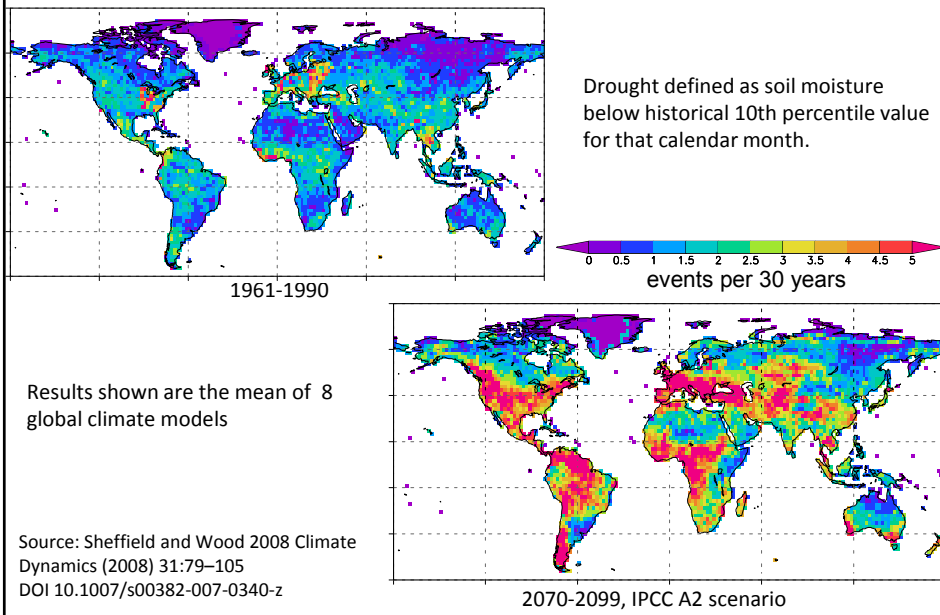 Drought defined as soil moisture
below historical 10th percentile value
for that calendar month.
0 0.5 1 1.5 2 2.5 3 3.5 4 4.5 5
events per 30 years
1961-1990
Results shown are the mean of 8
global climate models
Source: Sheffield and Wood 2008 Climate
Dynamics (2008) 31:79–105
DOI 10.1007/s00382-007-0340-z
2070-2099, IPCC A2 scenario